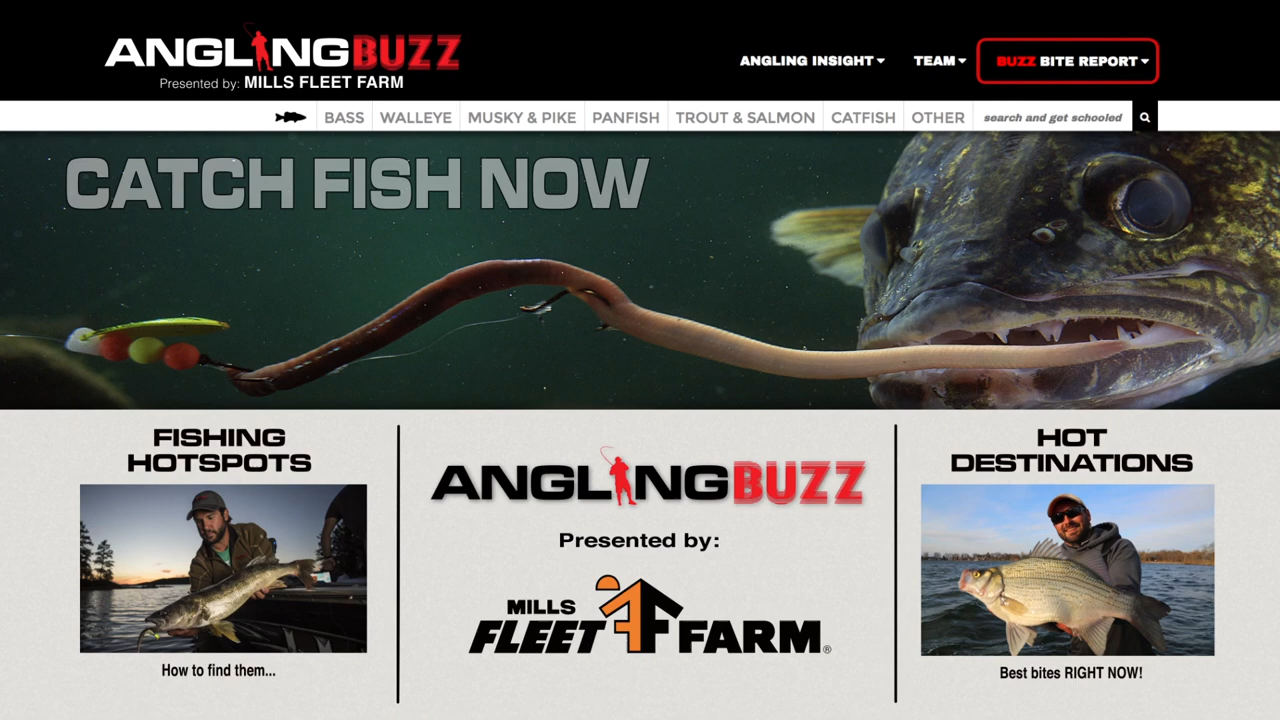 ANGLINGBUZZ
Presented by: MILLS FLEET FARM
ANGLING INSIGHT
TEAM
BUZZ BITE REPORT
BASS
WALLEYE
MUSKY & PIKE
PANFISH
TROUT & SALMON
CATFISH
OTHER
search and get schooled
CATCH FISH NOW
FISHING
HOTSPOTS
How to find them...
ANGLINGBUZZ
Presented by:
MILLS
FLEET FARM®
HOT
DESTINATIONS
Best bites RIGHT NOW!